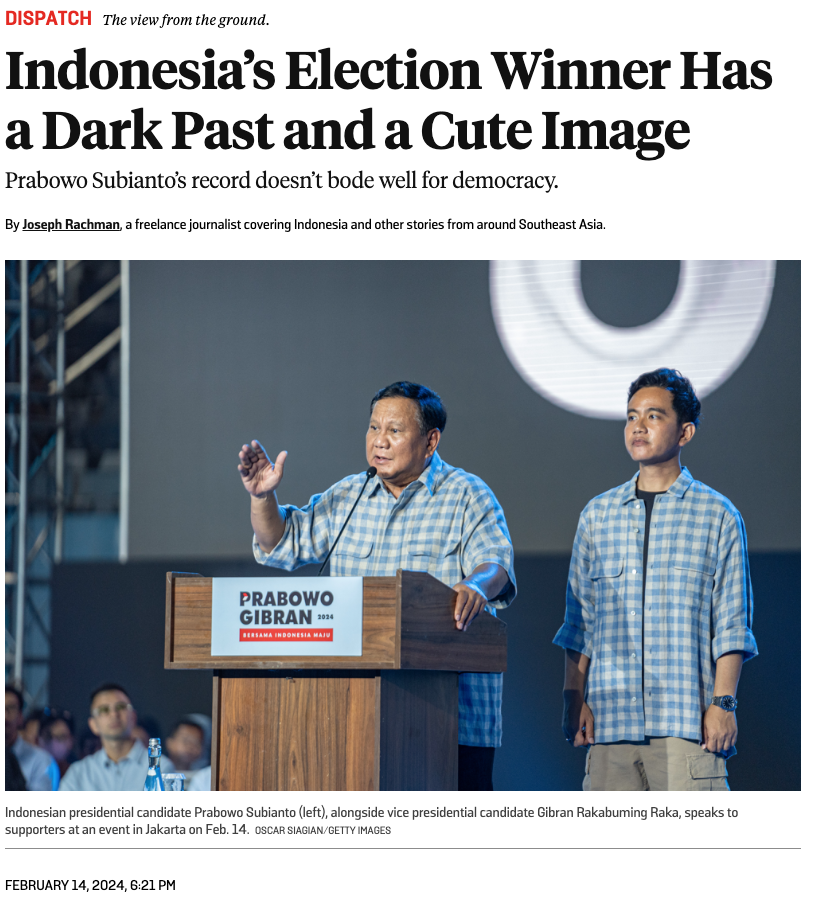 DISPATCH The view from the ground.
Indonesia’s Election Winner Has
a Dark Past and a Cute Image
Prabowo Subianto’s record doesn’t bode well for democracy.
By Joseph Rachman, a freelance journalist covering Indonesia and other stories from around Southeast Asia.
PRABOWO
GIBRAN 2024
BERSAMA INDONESIA MAJU
Indonesian presidential candidate Prabowo Subianto (left), alongside vice presidential candidate Gibran Rakabuming Raka, speaks to
supporters at an event in Jakarta on Feb. 14. OSCAR SIAGIAN/GETTY IMAGES
FEBRUARY 14, 2024, 6:21 PM